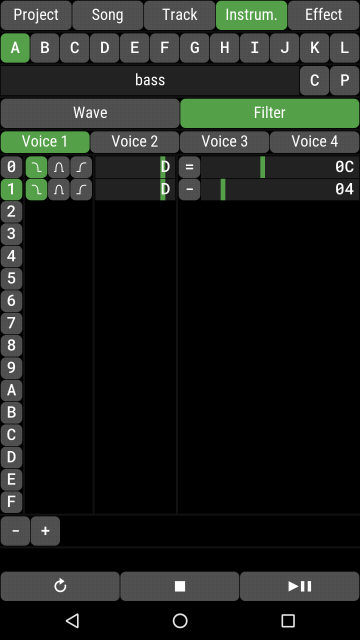 Project Song Track Instrum. Effect
A B C D E F G H I J K L
bass C P
Wave Filter
Voice 1 Voice 2 Voice 3 Voice 4
0 D = 0C
1 D - 04
2
3
4
5
6
7
8
9
A
B
C
D
E
F
- +